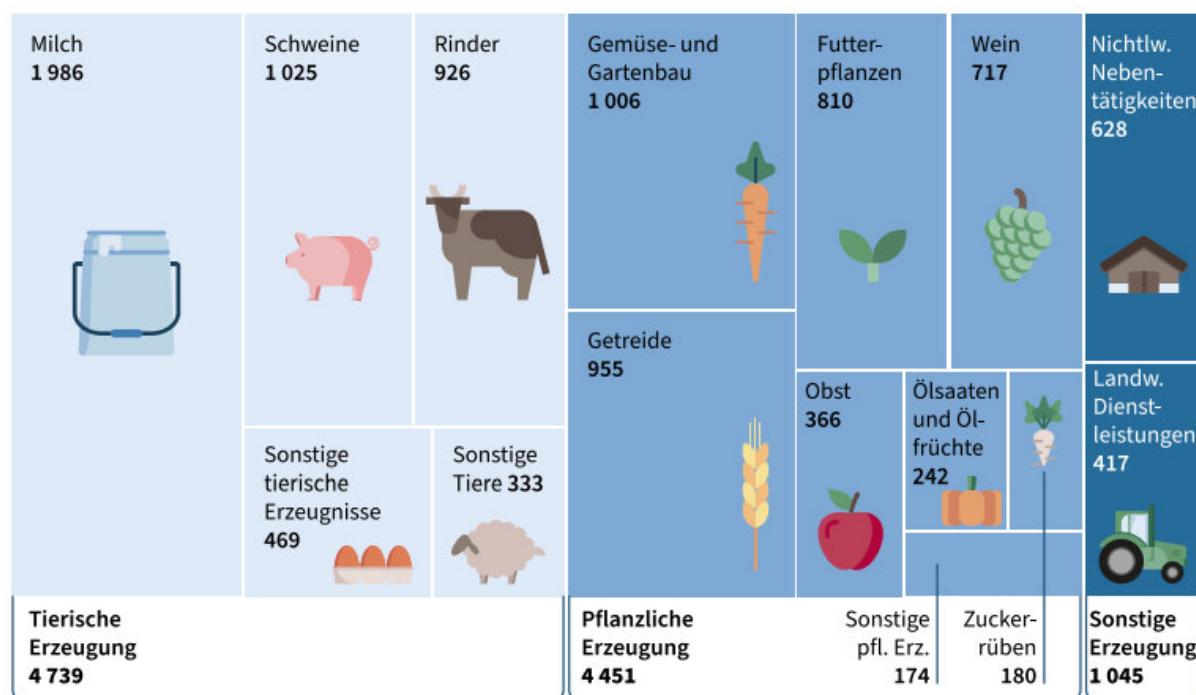 Milch
1 986
Schweine
1 025
Rinder
926
Sonstige
tierische
Erzeugnisse
469
Sonstige
Tiere 333
Tierische
Erzeugung
4 739
Gemüse- und
Gartenbau
1 006
Getreide
955
Futter-
pflanzen
810
Wein
717
Obst
366
Ölsaaten
und Öl-
früchte
242
Pflanzliche
Erzeugung
4 451
Sonstige
pfl. Erz.
174
Zucker-
rüben
180
Nichtlw.
Neben-
tätigkeiten
628
Landw.
Dienst-
leistungen
417
Sonstige
Erzeugung
1 045